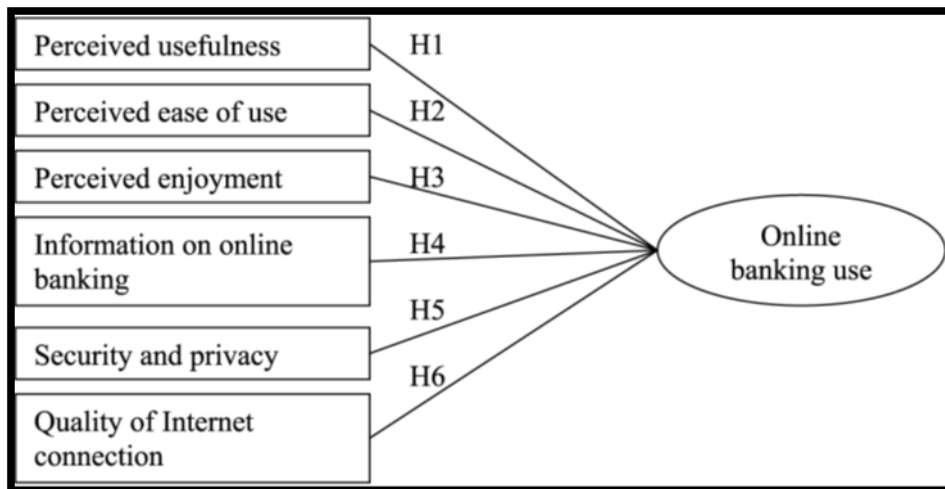 Perceived usefulness
H1
Perceived ease of use
H2
Perceived enjoyment
H3
Information on online
banking
H4
Security and privacy
H5
Quality of Internet
connection
H6
Online
banking use